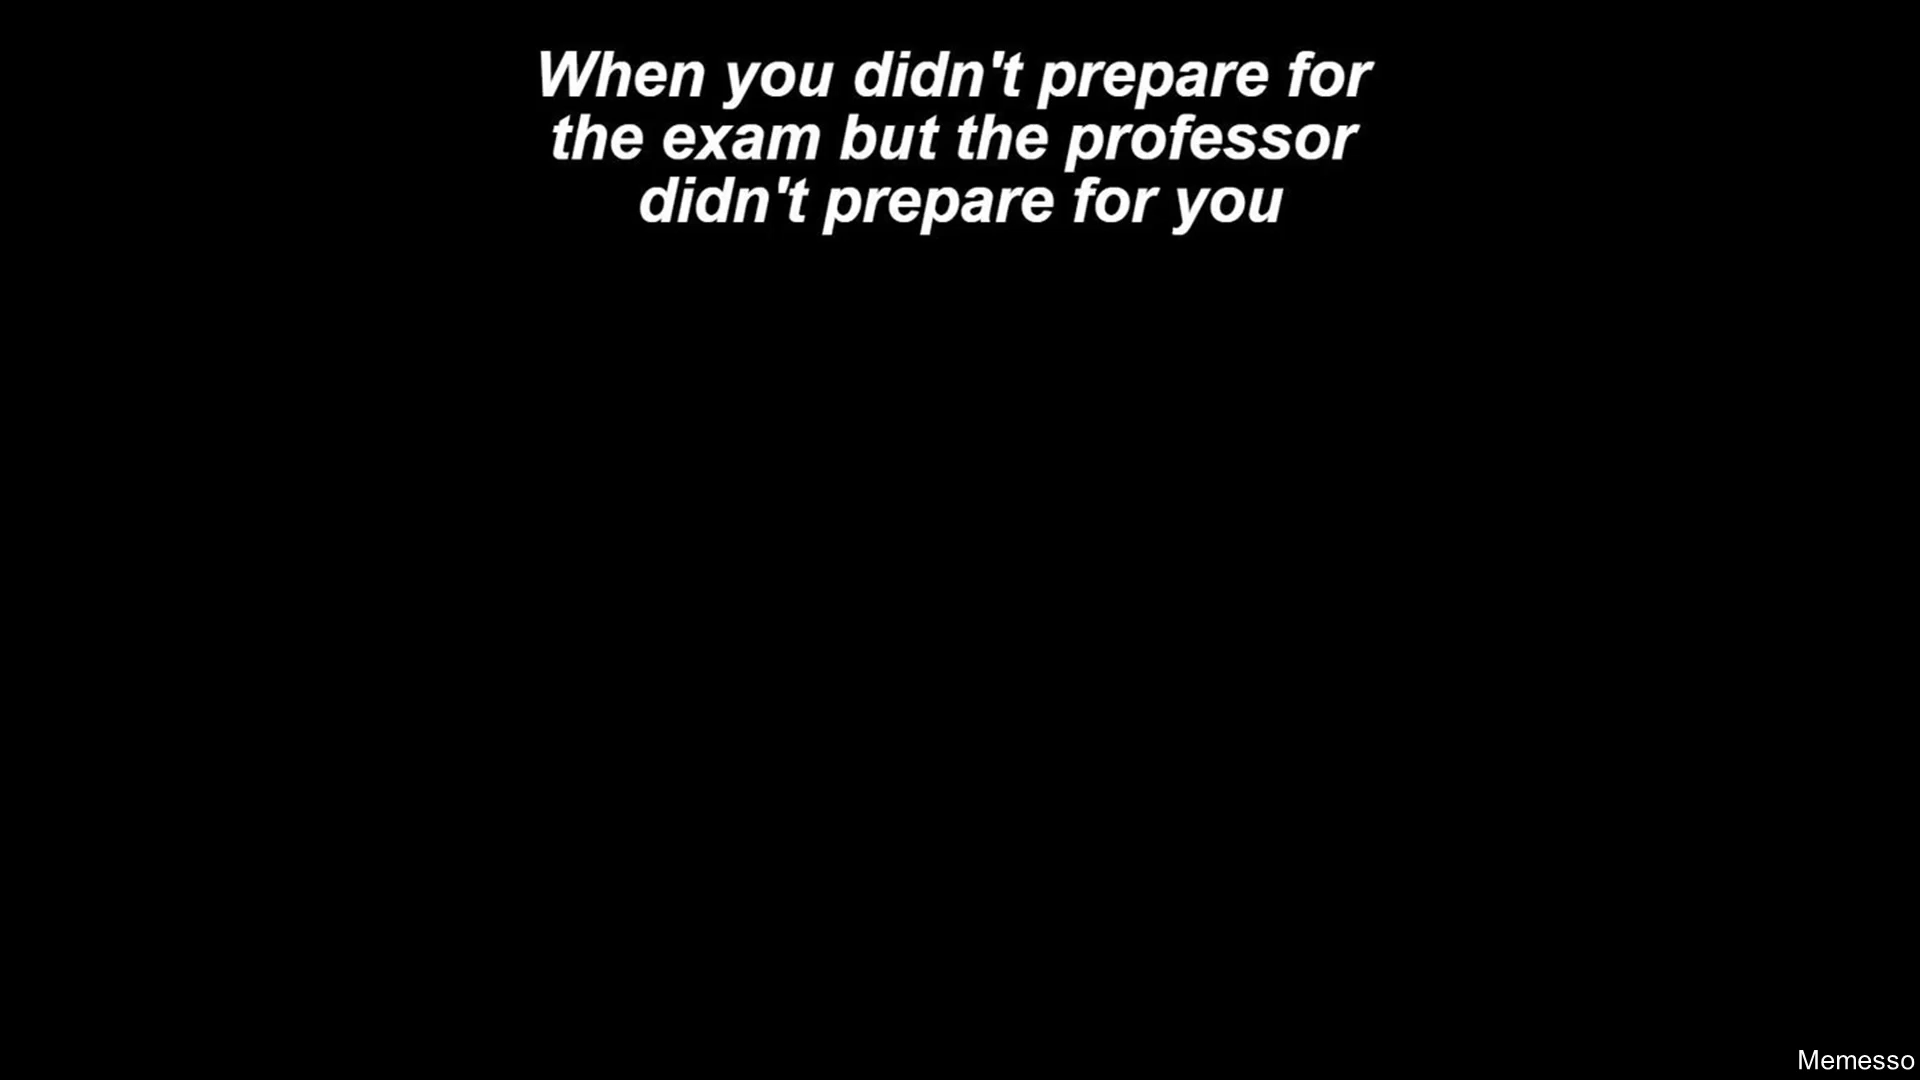 When you didn't prepare for
the exam but the professor
didn't prepare for you
Memesso